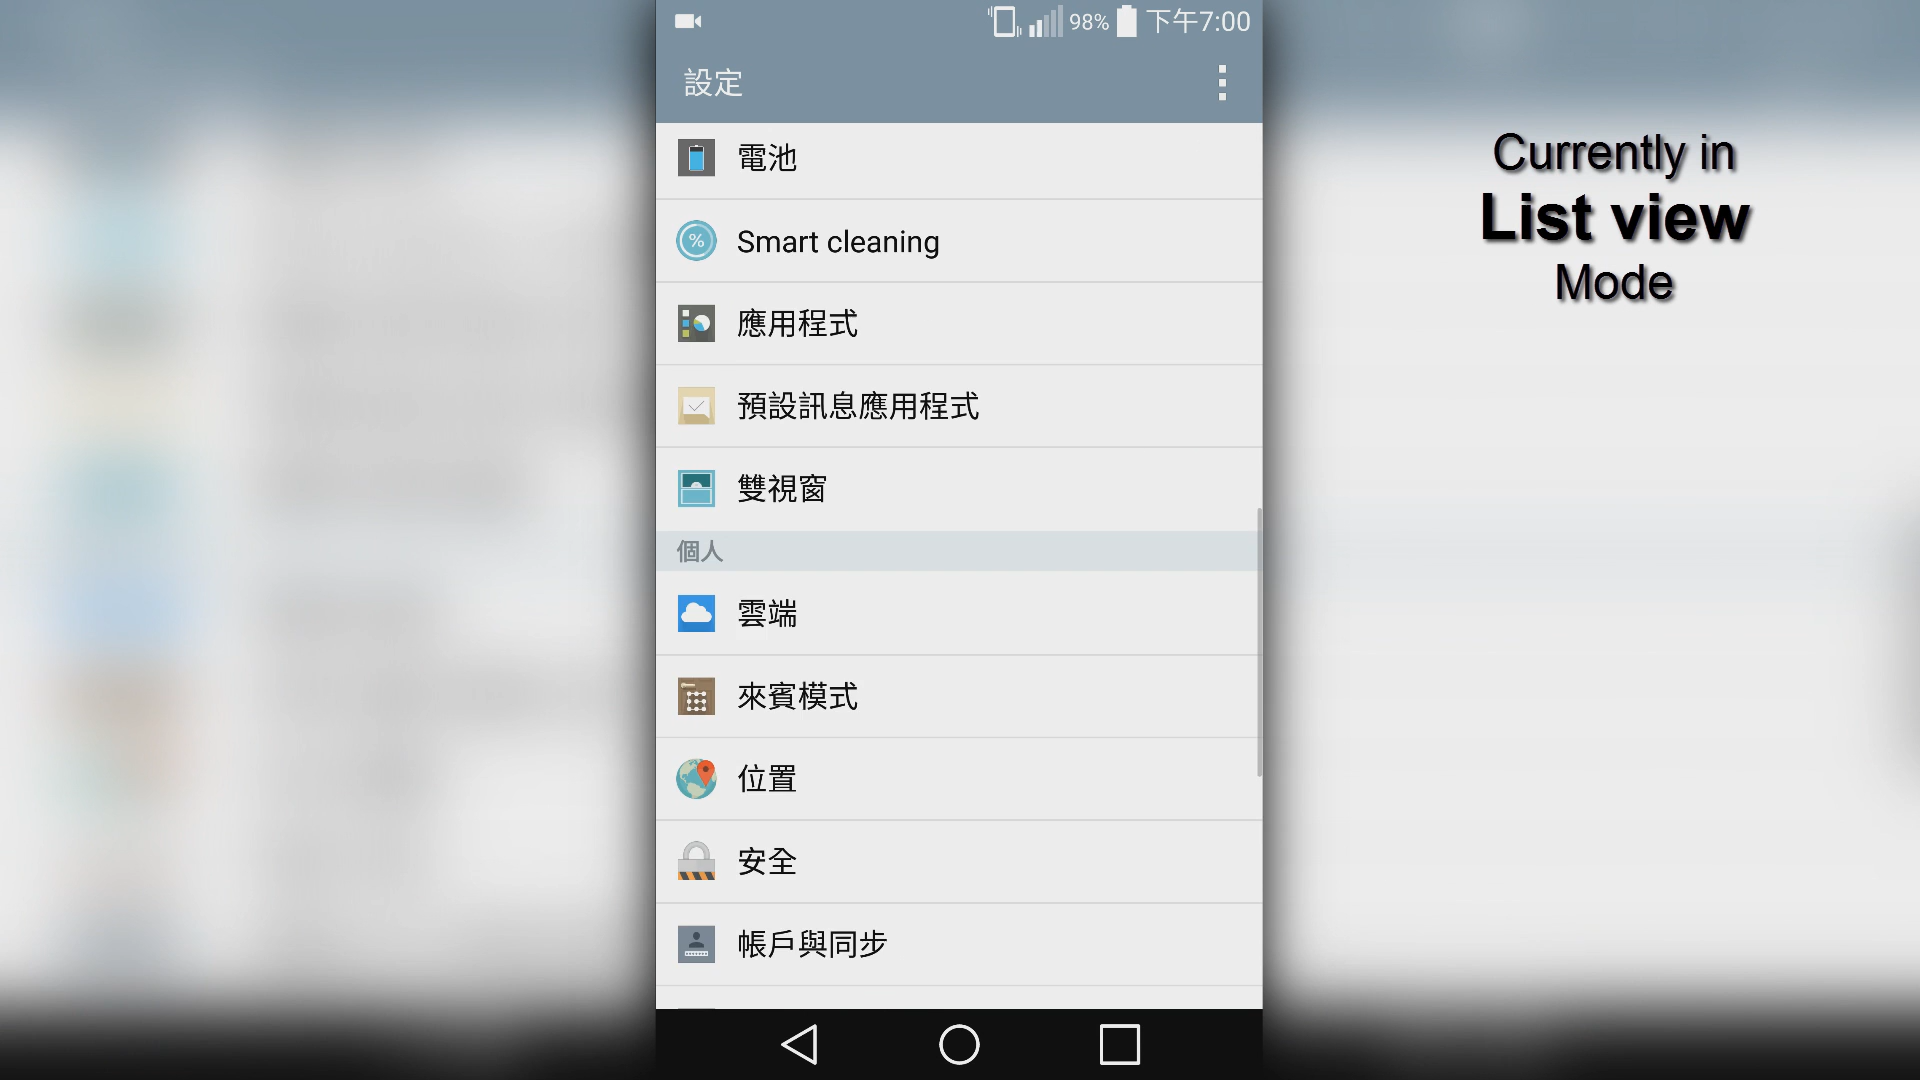 98% 下午7:00
設定
電池
Smart cleaning
應用程式
預設訊息應用程式
雙視窗
個人
雲端
來賓模式
位置
安全
帳戶與同步
Currently in
List view
Mode